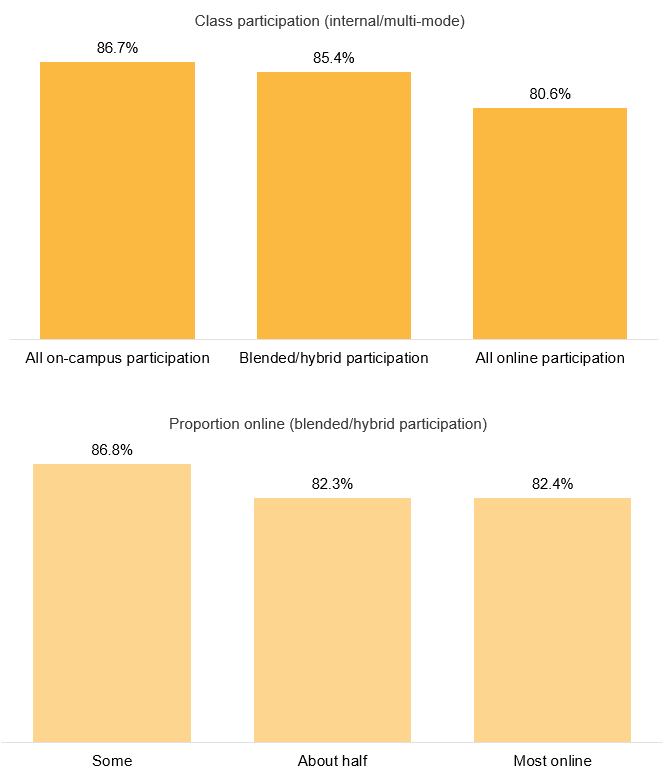 Class participation (internal/multi-mode)
86.7%
85.4%
80.6%
All on-campus participation
Blended/hybrid participation
All online participation
Proportion online (blended/hybrid participation)
86.8%
82.3%
82.4%
Some
About half
Most online